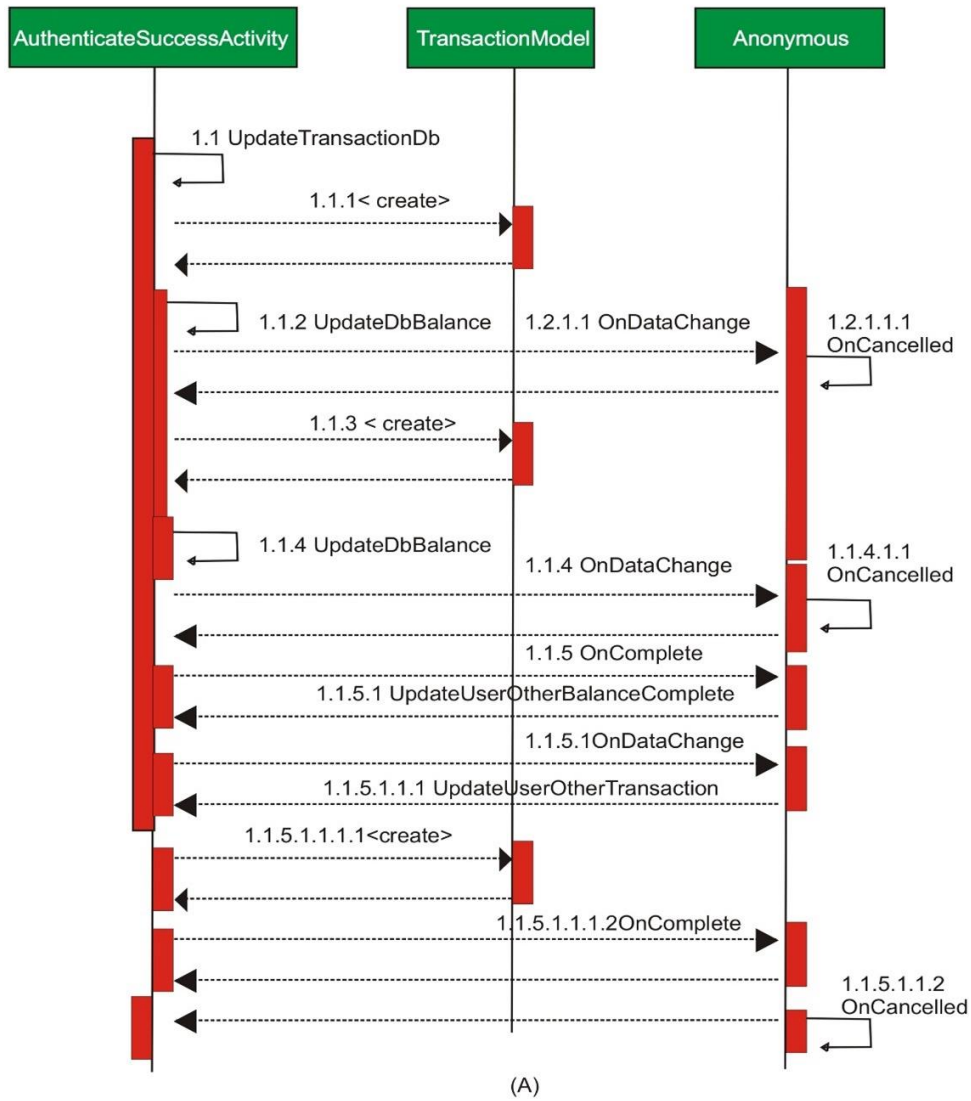 AuthenticateSuccessActivity
TransactionModel
Anonymous
1.1 UpdateTransactionDb
1.1.1< create>
1.1.2 UpdateDbBalance
1.2.1.1 OnDataChange
1.2.1.1.1
OnCancelled
1.1.3 < create>
1.1.4 UpdateDbBalance
1.1.4 OnDataChange
1.1.4.1.1
OnCancelled
1.1.5 OnComplete
1.1.5.1 UpdateUserOtherBalanceComplete
1.1.5.1OnDataChange
1.1.5.1.1.1 UpdateUserOtherTransaction
1.1.5.1.1.1.1<create>
1.1.5.1.1.1.2OnComplete
1.1.5.1.1.2
OnCancelled
(A)